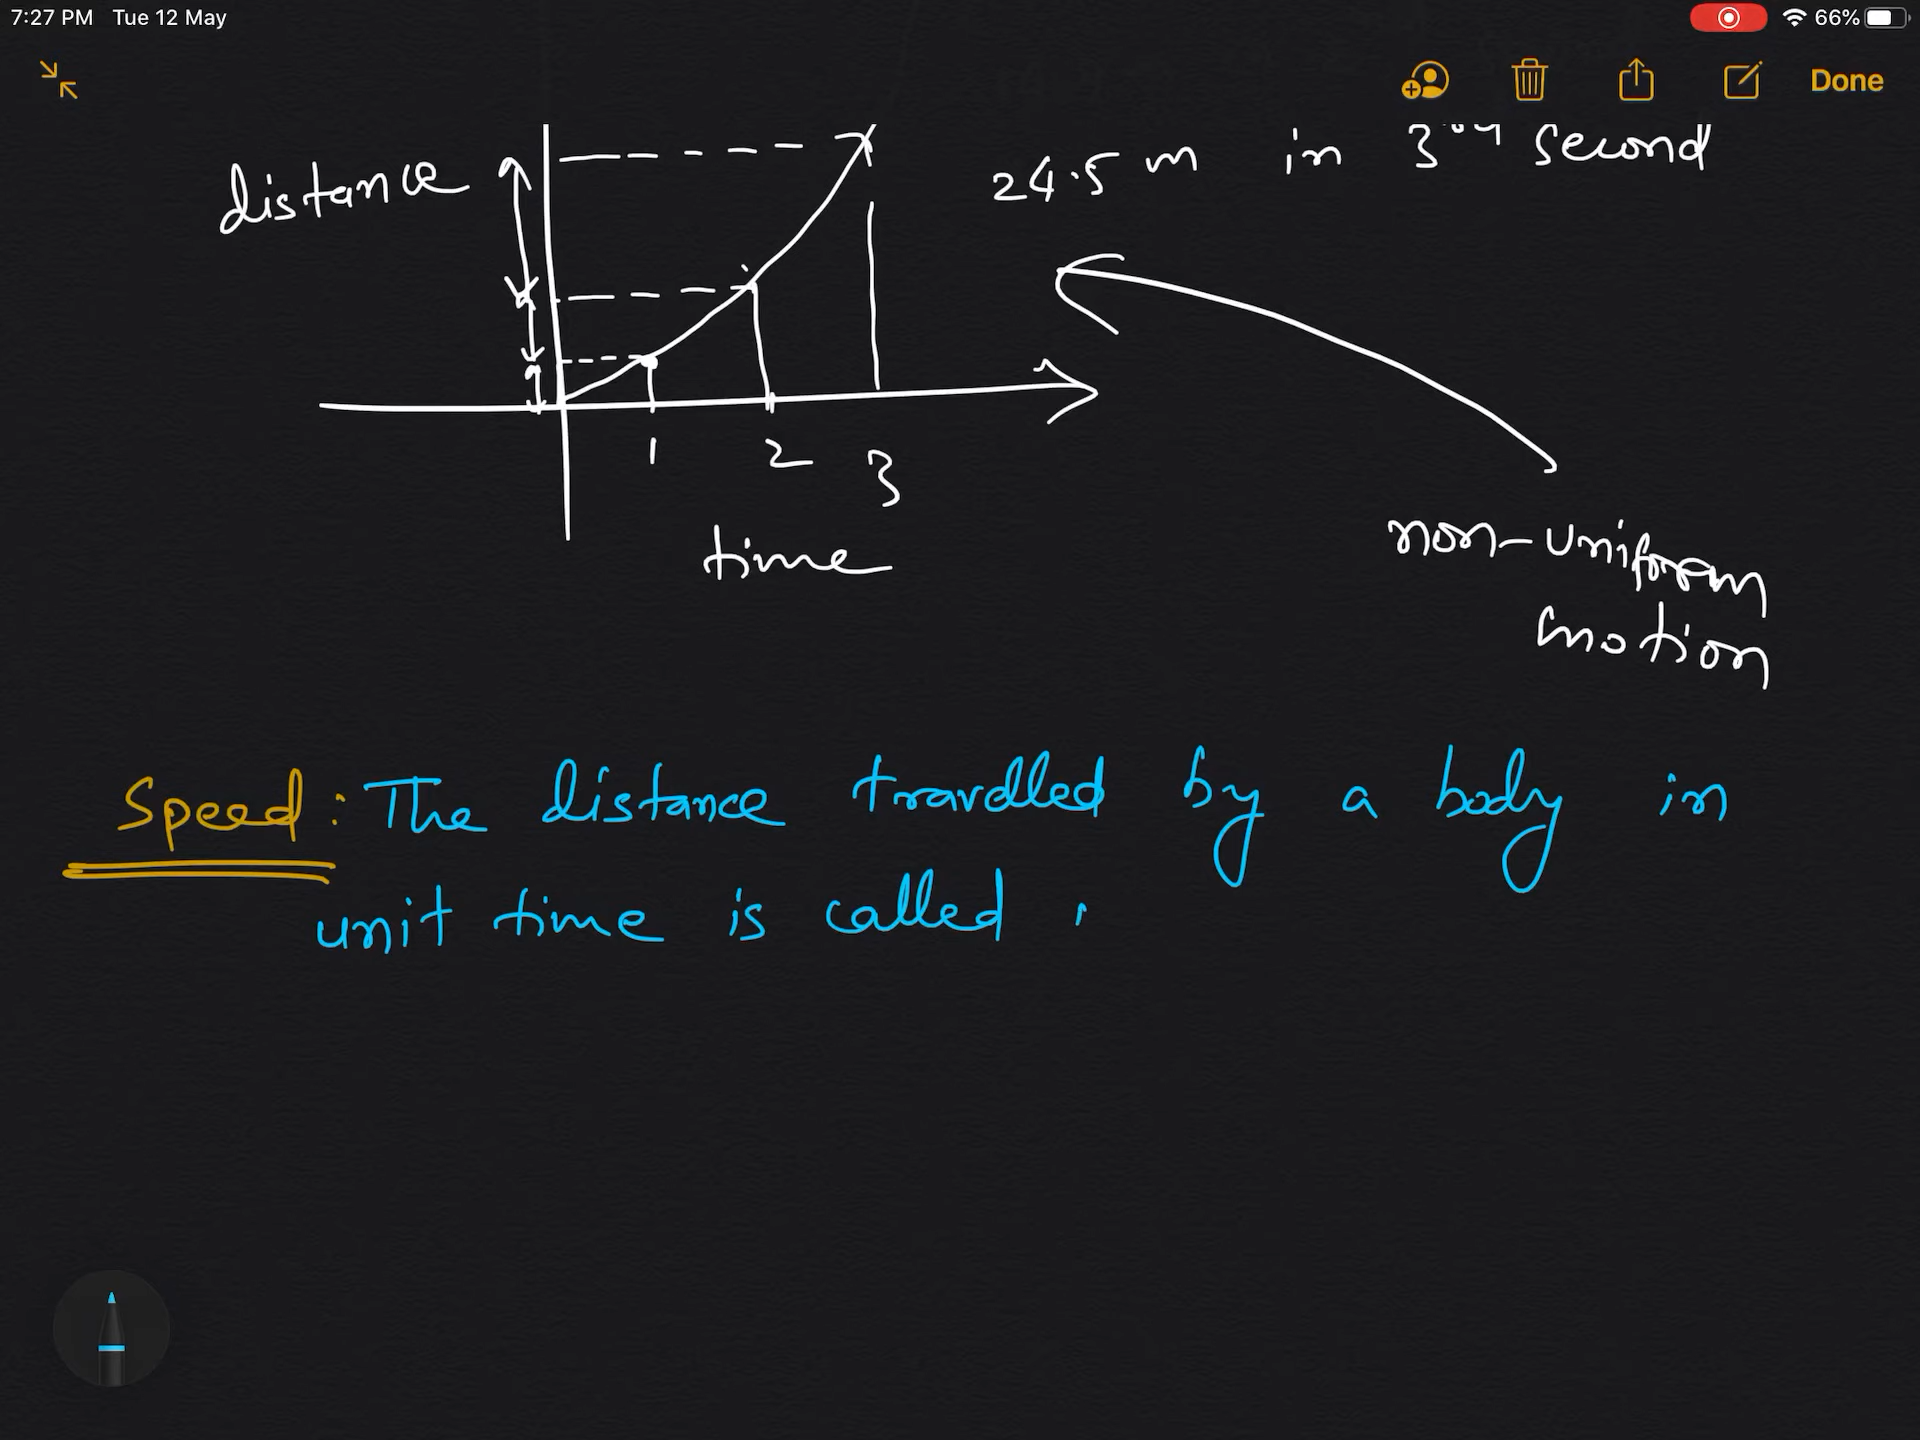 7:27 PM Tue 12 May
66%
Done
distance
24.5 m in 3rd second
1 2 3
time
non-uniform
motion
Speed: The distance travelled by a body in
unit time is called